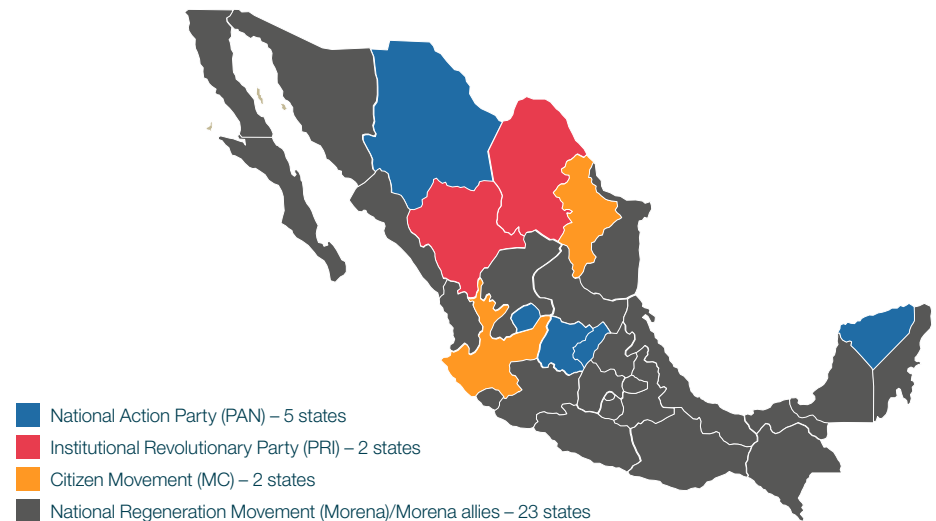 National Action Party (PAN) – 5 states
Institutional Revolutionary Party (PRI) – 2 states
Citizen Movement (MC) – 2 states
National Regeneration Movement (Morena)/Morena allies – 23 states